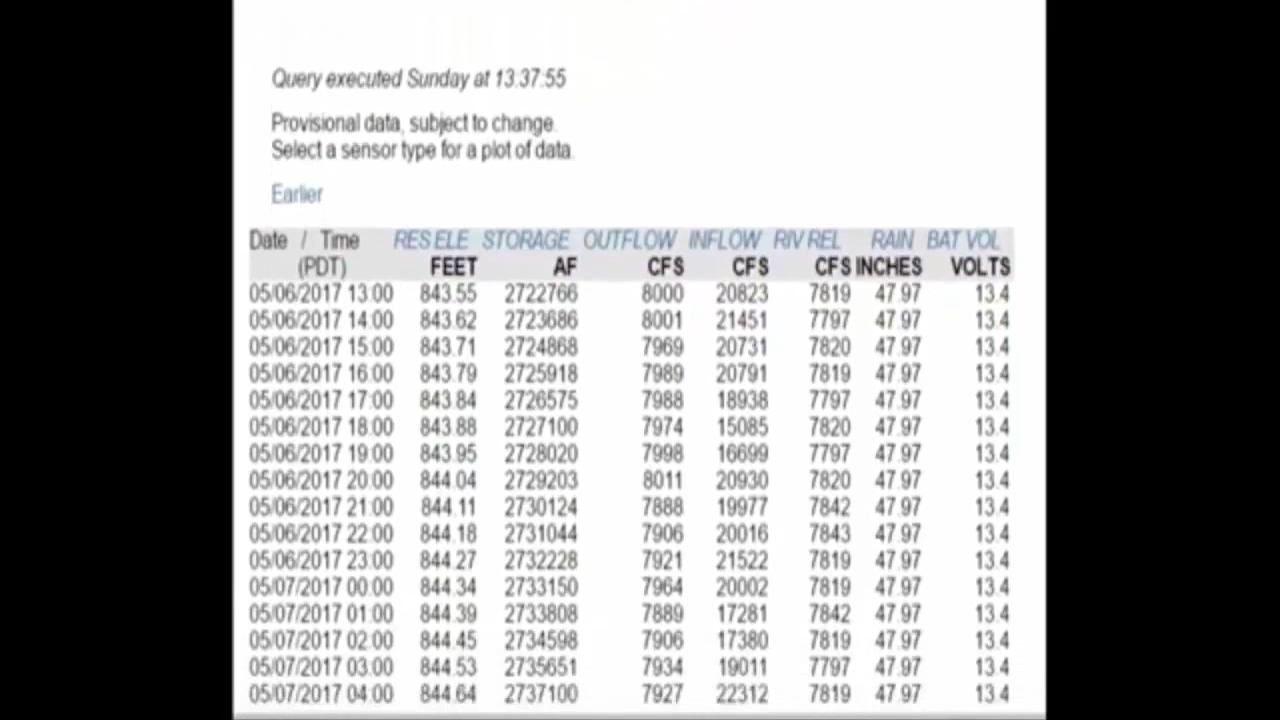 Query executed Sunday at 13:37:55
Provisional data, subject to change.
Select a sensor type for a plot of data.
Earlier
Date / Time RES ELE STORAGE OUTFLOW INFLOW RIV REL RAIN BAT VOL
(PDT) FEET AF CFS CFS CFS INCHES VOLTS
05/06/2017 13:00 843.55 2722766 8000 20823 7819 47.97 13.4
05/06/2017 14:00 843.62 2723686 8001 21451 7797 47.97 13.4
05/06/2017 15:00 843.71 2724868 7969 20731 7820 47.97 13.4
05/06/2017 16:00 843.79 2725918 7989 20791 7819 47.97 13.4
05/06/2017 17:00 843.84 2726575 7988 18938 7797 47.97 13.4
05/06/2017 18:00 843.88 2727100 7974 15085 7820 47.97 13.4
05/06/2017 19:00 843.95 2728020 7998 16699 7797 47.97 13.4
05/06/2017 20:00 844.04 2729203 8011 20930 7820 47.97 13.4
05/06/2017 21:00 844.11 2730124 7888 19977 7842 47.97 13.4
05/06/2017 22:00 844.18 2731044 7906 20016 7843 47.97 13.4
05/06/2017 23:00 844.27 2732228 7921 21522 7819 47.97 13.4
05/07/2017 00:00 844.34 2733150 7964 20002 7819 47.97 13.4
05/07/2017 01:00 844.39 2733808 7889 17281 7842 47.97 13.4
05/07/2017 02:00 844.45 2734598 7906 17380 7819 47.97 13.4
05/07/2017 03:00 844.53 2735651 7934 19011 7797 47.97 13.4
05/07/2017 04:00 844.64 2737100 7927 22312 7819 47.97 13.4